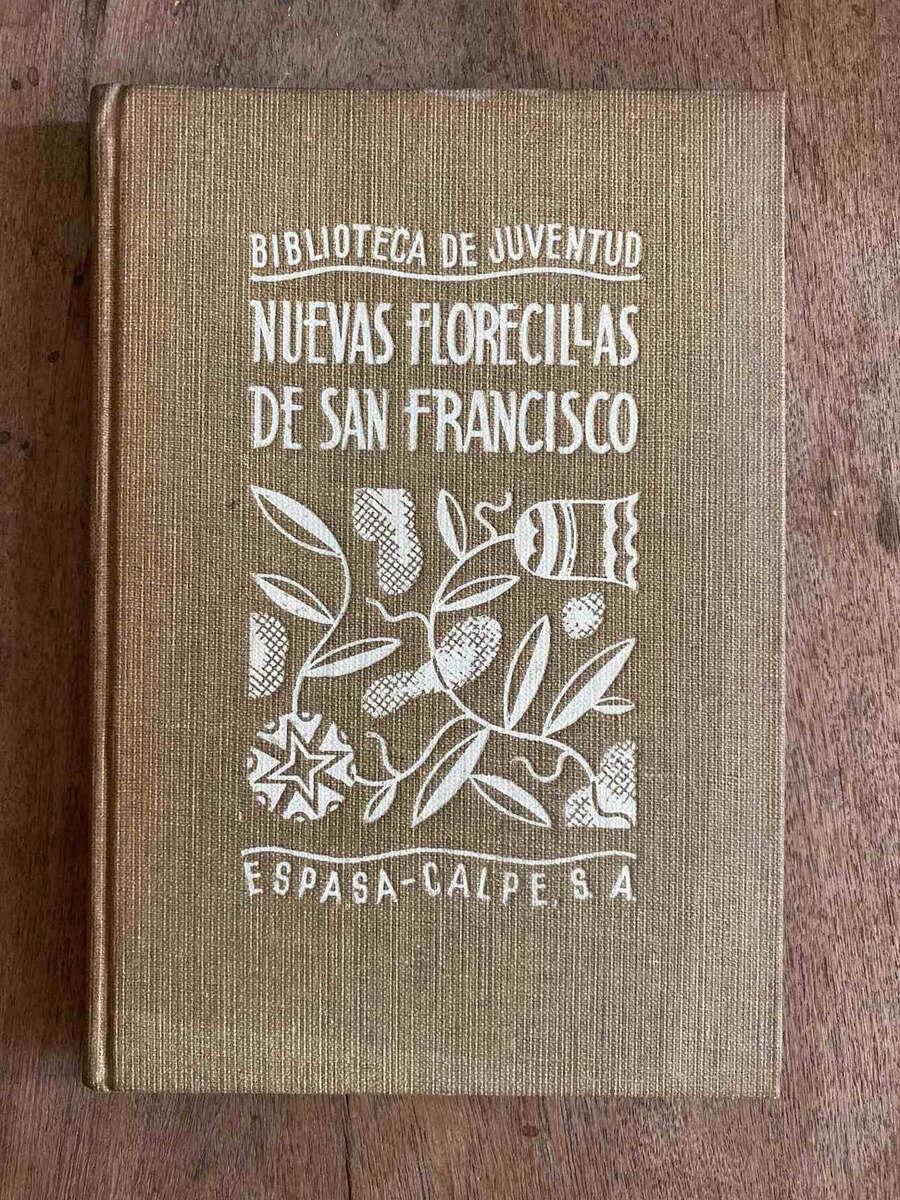 BIBLIOTECA DE JUVENTUD
NUEVAS FLORECILLAS
DE SAN FRANCISCO
ESPASA-CALPE, S. A.